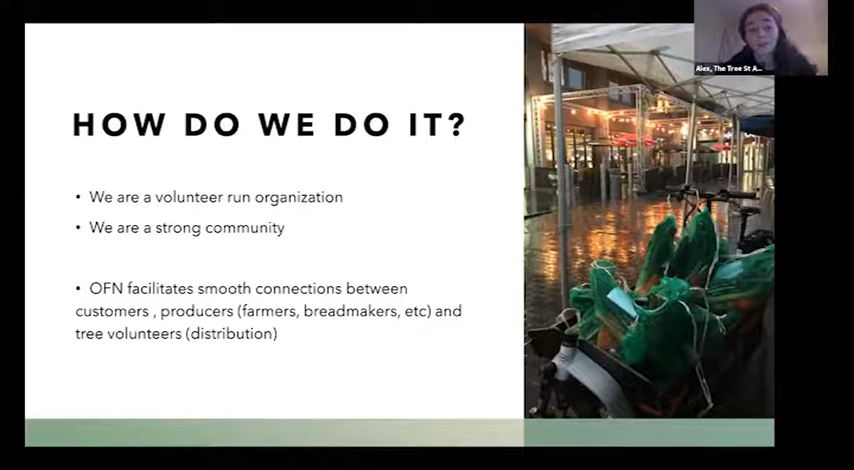 Alex, The Tree St A...
HOW DO WE DO IT?
• We are a volunteer run organization
• We are a strong community
• OFN facilitates smooth connections between
customers , producers (farmers, breadmakers, etc) and
tree volunteers (distribution)